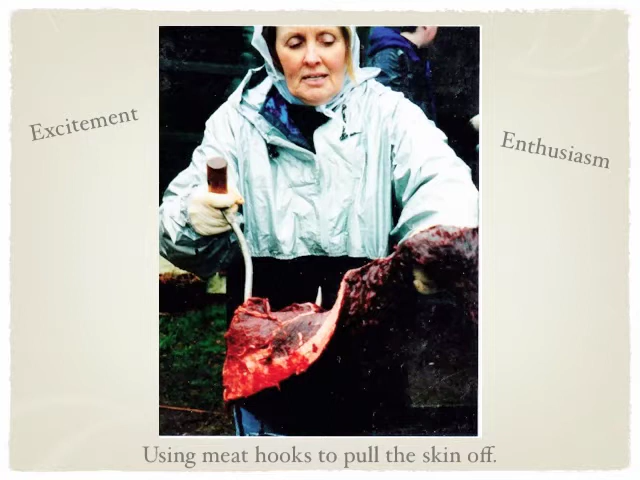 Excitement
Enthusiasm
Using meat hooks to pull the skin off.